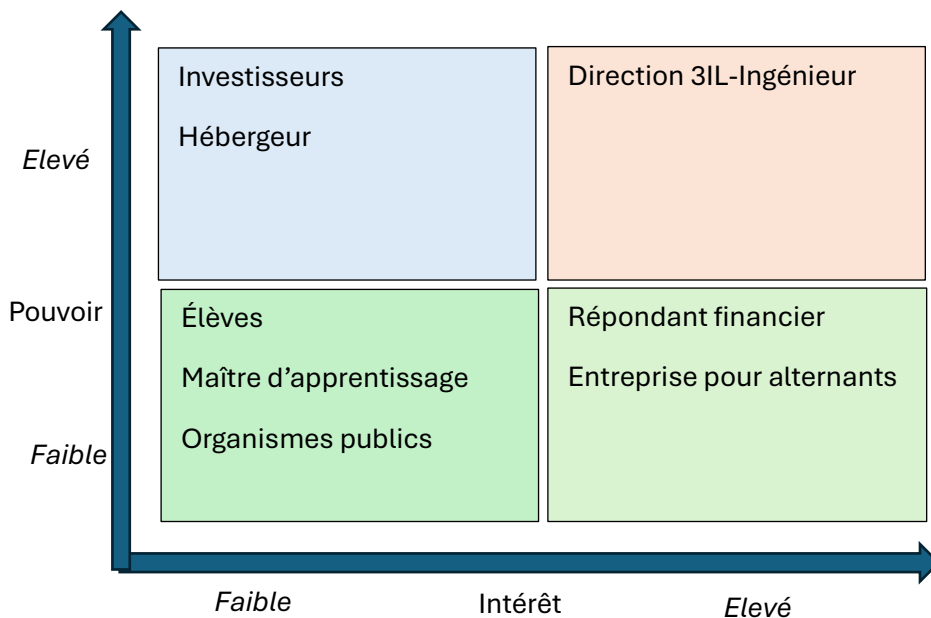 Investisseurs
Hébergeur
Direction 3IL-Ingénieur
Elevé
Pouvoir
Élèves
Maître d'apprentissage
Organismes publics
Répondant financier
Entreprise pour alternants
Faible
Faible
Intérêt
Elevé